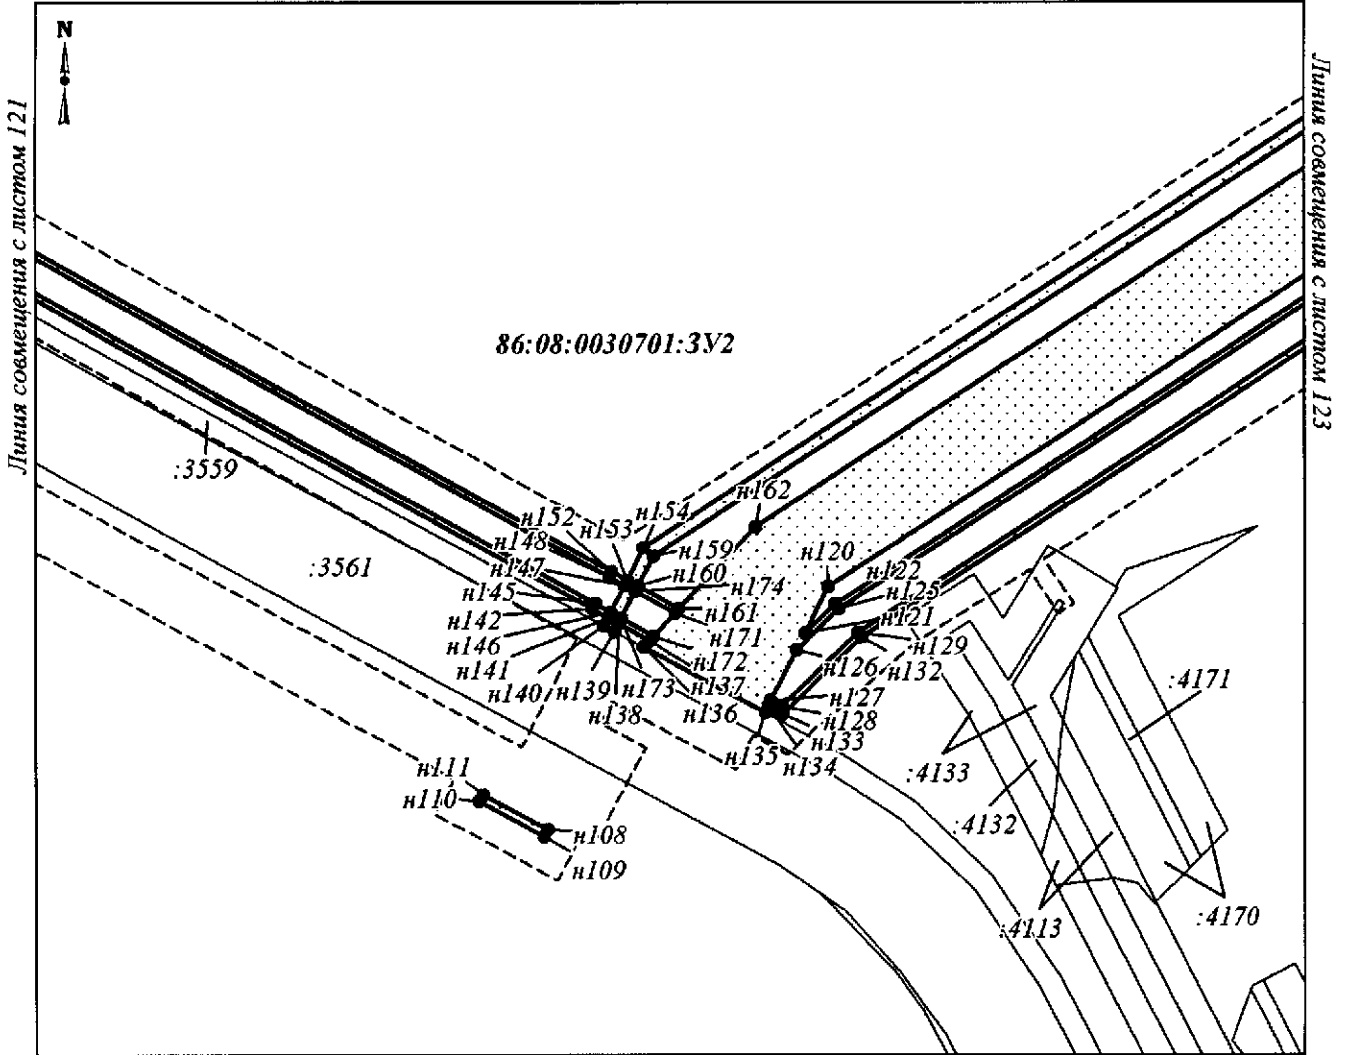 N
Линия совмещения с листом 121
Линия совмещения с листом 123
86:08:0030701:ЗУ2
:3559
:3561
н162
н154
н152
н153
н148
н159
н120
н147
н160
н122
н145
н174
н125
н142
н161
н121
н146
н171
н129
н141
н172
н126
н132
н140
н139
н173
н137
н127
н138
н136
н128
н133
н135
н134
:4171
:4133
:4132
н111
н110
н108
н109
:4113
:4170